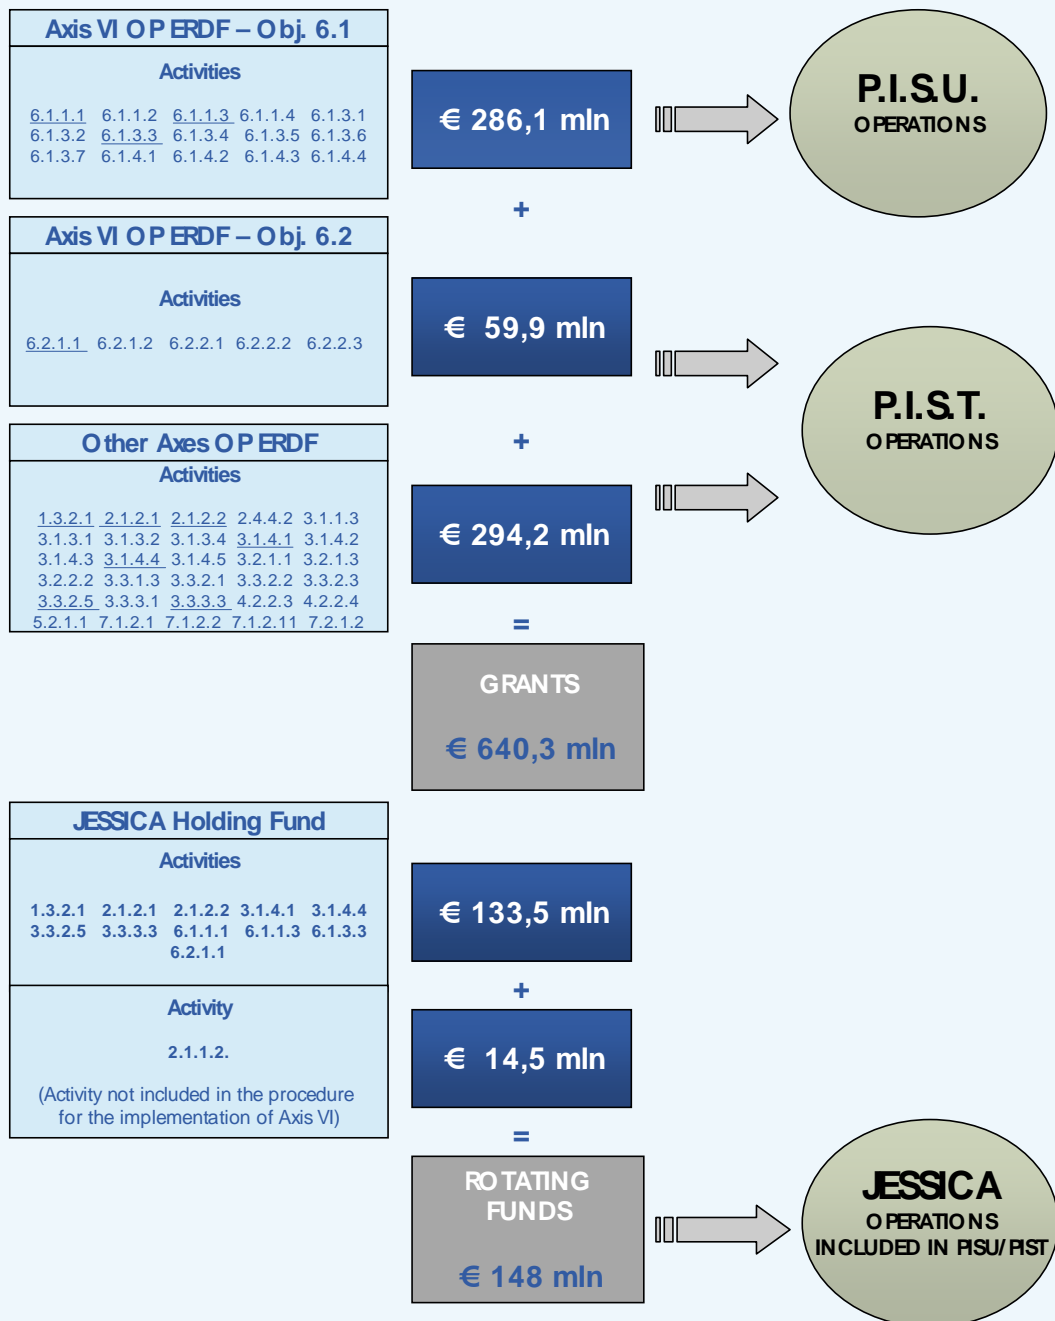 Axis VI OP ERDF – Obj. 6.1
Activities
6.1.1.1 6.1.1.2 6.1.1.3 6.1.1.4 6.1.3.1
6.1.3.2 6.1.3.3 6.1.3.4 6.1.3.5 6.1.3.6
6.1.3.7 6.1.4.1 6.1.4.2 6.1.4.3 6.1.4.4
€ 286,1 mln
P.I.S.U.
OPERATIONS
+
Axis VI OP ERDF – Obj. 6.2
Activities
6.2.1.1 6.2.1.2 6.2.2.1 6.2.2.2 6.2.2.3
€ 59,9 mln
P.I.S.T.
OPERATIONS
+
Other Axes OP ERDF
Activities
1.3.2.1 2.1.2.1 2.1.2.2 2.4.4.2 3.1.1.3
3.1.3.1 3.1.3.2 3.1.3.4 3.1.4.1 3.1.4.2
3.1.4.3 3.1.4.4 3.1.4.5 3.2.1.1 3.2.1.3
3.2.2.2 3.3.1.3 3.3.2.1 3.3.2.2 3.3.2.3
3.3.2.5 3.3.3.1 3.3.3.3 4.2.2.3 4.2.2.4
5.2.1.1 7.1.2.1 7.1.2.2 7.1.2.11 7.2.1.2
€ 294,2 mln
=
GRANTS
€ 640,3 mln
JESSICA Holding Fund
Activities
1.3.2.1 2.1.2.1 2.1.2.2 3.1.4.1 3.1.4.4
3.3.2.5 3.3.3.3 6.1.1.1 6.1.1.3 6.1.3.3
6.2.1.1
€ 133,5 mln
+
Activity
2.1.1.2.
(Activity not included in the procedure
for the implementation of Axis VI)
€ 14,5 mln
=
ROTATING
FUNDS
€ 148 mln
JESSICA
OPERATIONS
INCLUDED IN PISU/PIST